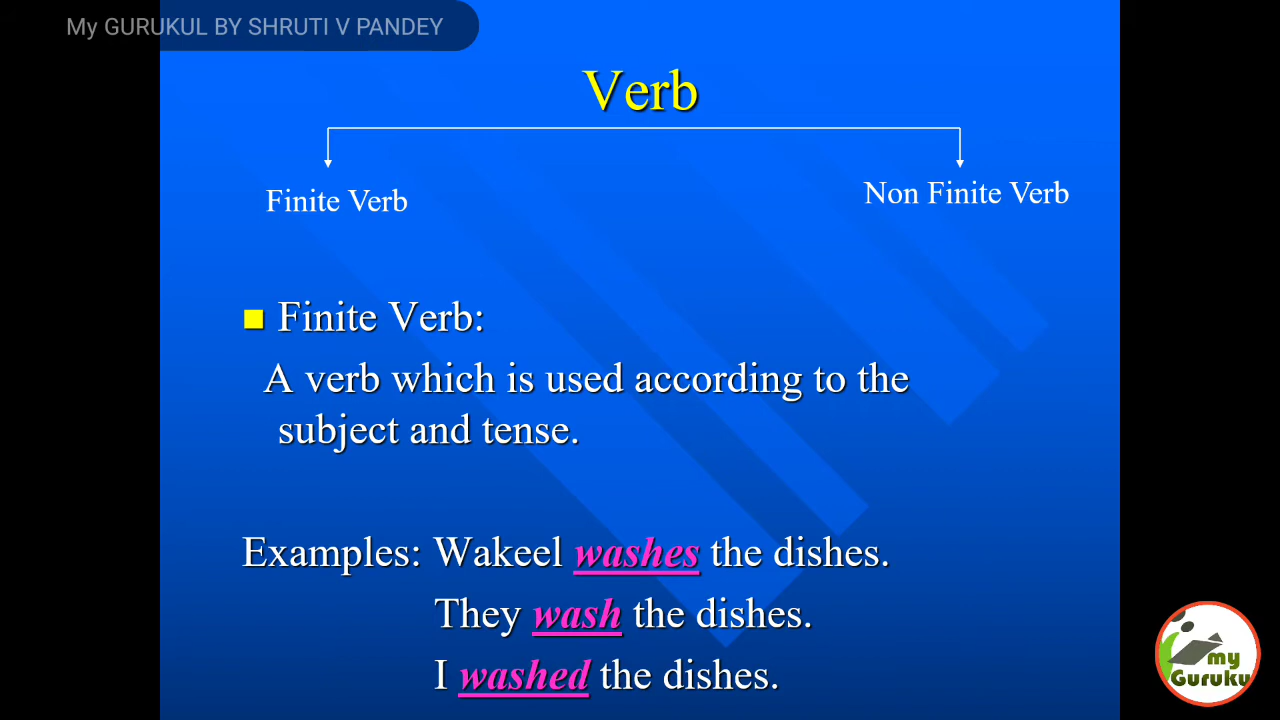 My GURUKUL BY SHRUTI V PANDEY
Verb
Finite Verb
Non Finite Verb
Finite Verb:
A verb which is used according to the
subject and tense.
Examples: Wakeel washes the dishes.
They wash the dishes.
I washed the dishes.
my
Guruku